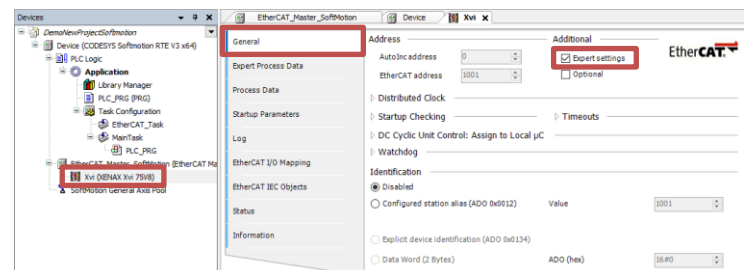 Devices
DemoNewProjectSoftmotion
Device (CODESYS Softmotion RTE V3 x64)
PLC Logic
Application
Library Manager
PLC_PRG (PRG)
Task Configuration
EtherCAT_Task
MainTask
PLC_PRG
EtherCAT_Master_SoftMotion (EtherCAT Ma
Xvi (XENAX Xvi 75V8)
SoftMotion General Axis Pool
EtherCAT_Master_SoftMotion
Device
Xvi
General
Expert Process Data
Process Data
Startup Parameters
Log
EtherCAT I/O Mapping
EtherCAT IEC Objects
Status
Information
Address
AutoInc address 0
EtherCAT address 1001
Additional
Expert settings
Optional
EtherCAT
Distributed Clock
Startup Checking
Timeouts
DC Cyclic Unit Control: Assign to Local µC
Watchdog
Identification
Disabled
Configured station alias (ADO 0x0012) Value 1001
Explicit device identification (ADO 0x0134)
Data Word (2 Bytes) ADO (hex) 16#0